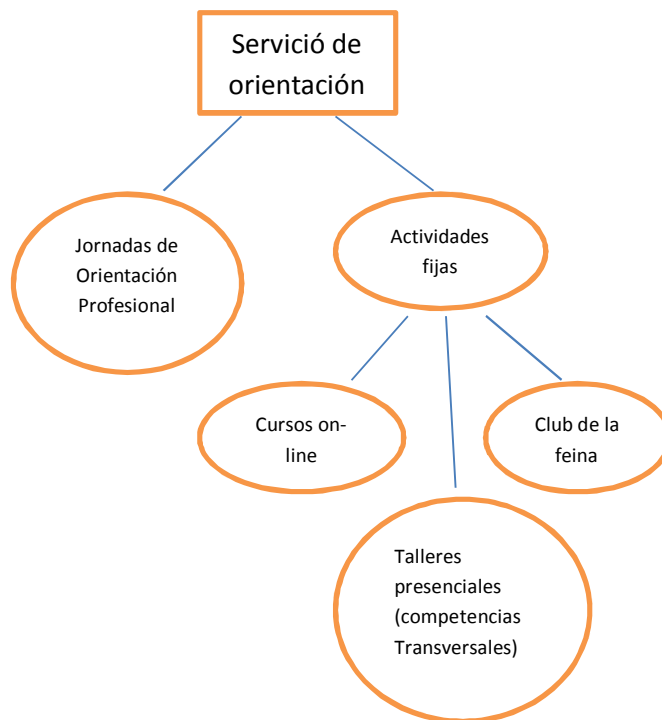 Servició de
orientación
Jornadas de
Orientación
Profesional
Actividades
fijas
Cursos on-
line
Club de la
feina
Talleres
presenciales
(competencias
Transversales)